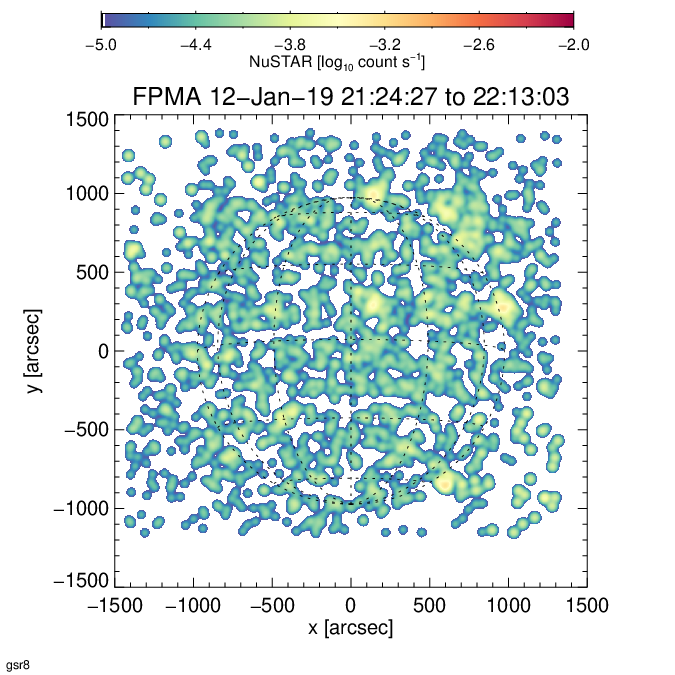 −5.0 −4.4 −3.8 −3.2 −2.6 −2.0
NuSTAR [log₁₀ count s⁻¹]
FPMA 12−Jan−19 21:24:27 to 22:13:03
1500
1000
500
0
−500
−1000
−1500
y [arcsec]
−1500 −1000 −500 0 500 1000 1500
x [arcsec]
gsr8